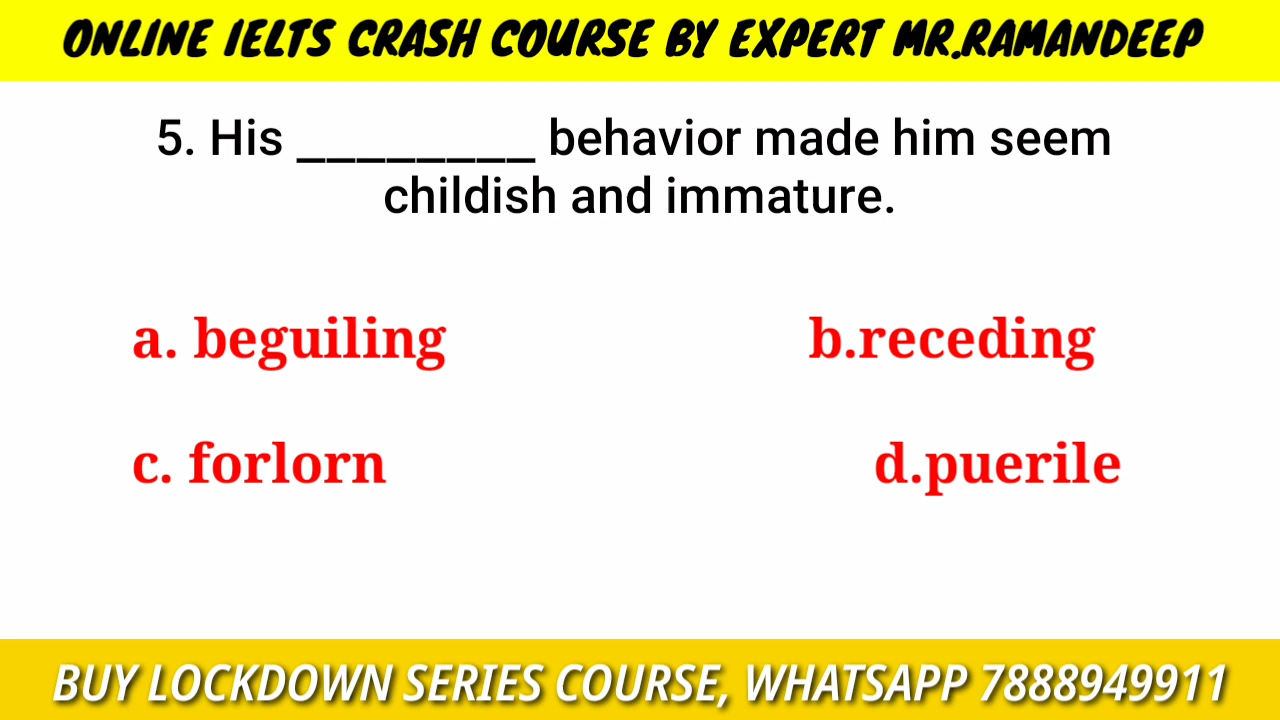 ONLINE IELTS CRASH COURSE BY EXPERT MR.RAMANDEEP
5. His ________ behavior made him seem
childish and immature.
a. beguiling b.receding
c. forlorn d.puerile
BUY LOCKDOWN SERIES COURSE, WHATSAPP 7888949911